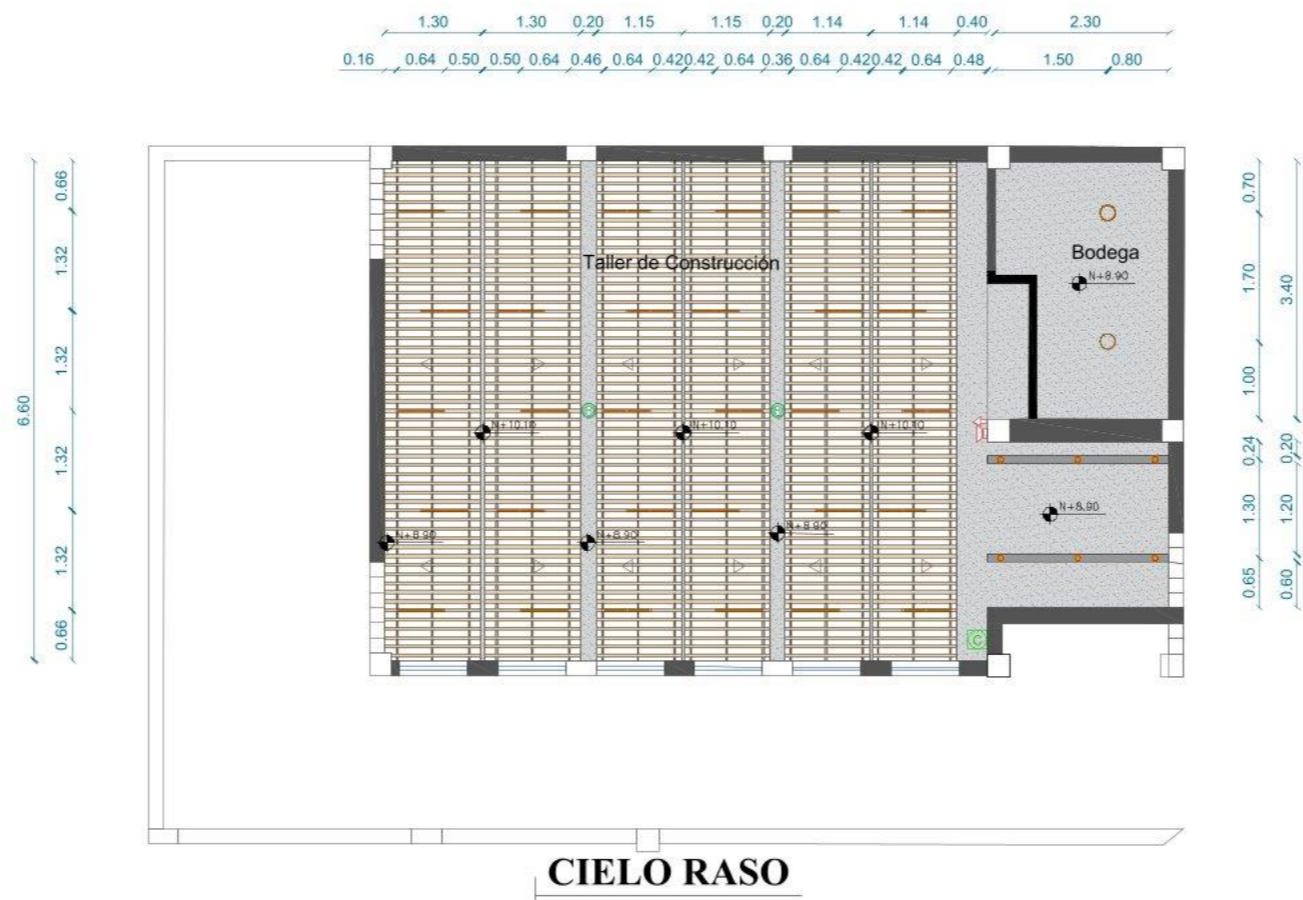 1.30 1.30 0.20 1.15 1.15 0.20 1.14 1.14 0.40 2.30
0.16 0.64 0.50 0.50 0.64 0.46 0.64 0.42 0.42 0.64 0.36 0.64 0.42 0.42 0.64 0.48 1.50 0.80
6.60
0.66
1.32
1.32
1.32
1.32
0.66
Taller de Construcción
Bodega
N+8.90
N+10.10
N+10.10
N+10.10
N+8.90
N+8.90
N+8.90
N+8.90
C
0.70
1.70
1.00
0.24
1.30
0.65
3.40
0.20
1.20
0.60
CIELO RASO